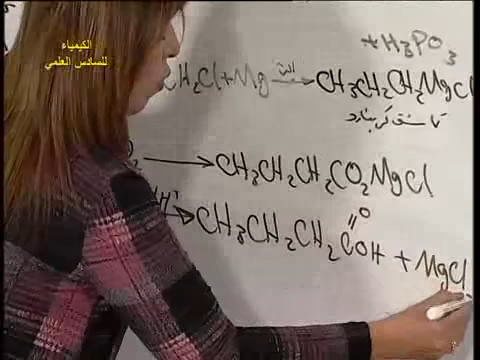 الكيمياء
للسادس العلمي
+H₃PO₃
CH₂Cl+Mg ⟶ CH₃CH₂CH₂MgCl
⟶ CH₃CH₂CH₂CO₂MgCl
H⁺ ⟶ CH₃CH₂CH₂COH + MgCl
O